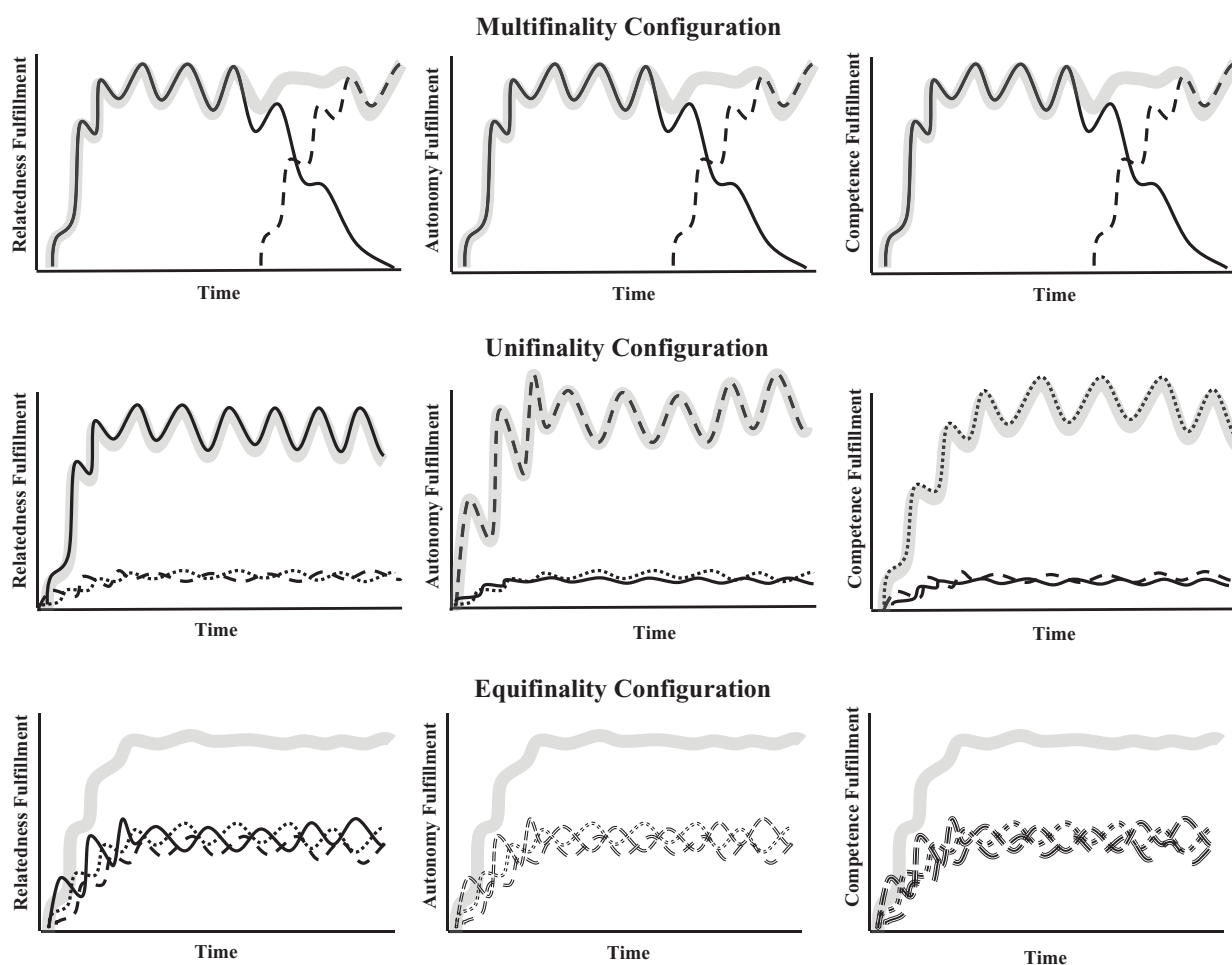 Multifinality Configuration
Relatedness Fulfillment
Autonomy Fulfillment
Competence Fulfillment
Time
Time
Time
Unifinality Configuration
Relatedness Fulfillment
Autonomy Fulfillment
Competence Fulfillment
Time
Time
Time
Equifinality Configuration
Relatedness Fulfillment
Autonomy Fulfillment
Competence Fulfillment
Time
Time
Time